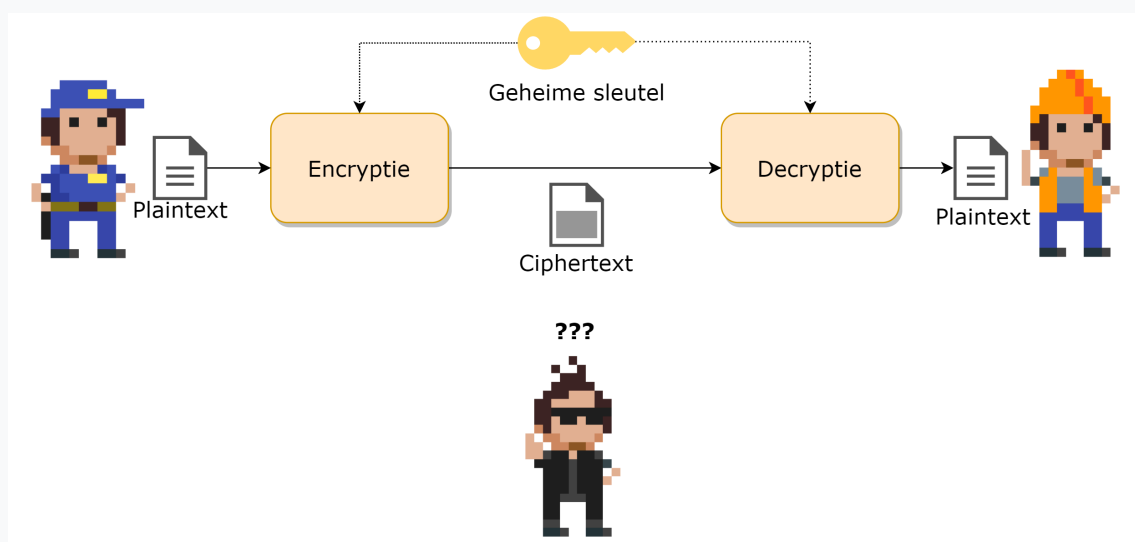 Geheime sleutel
Encryptie
Decryptie
Plaintext
Plaintext
Ciphertext
???